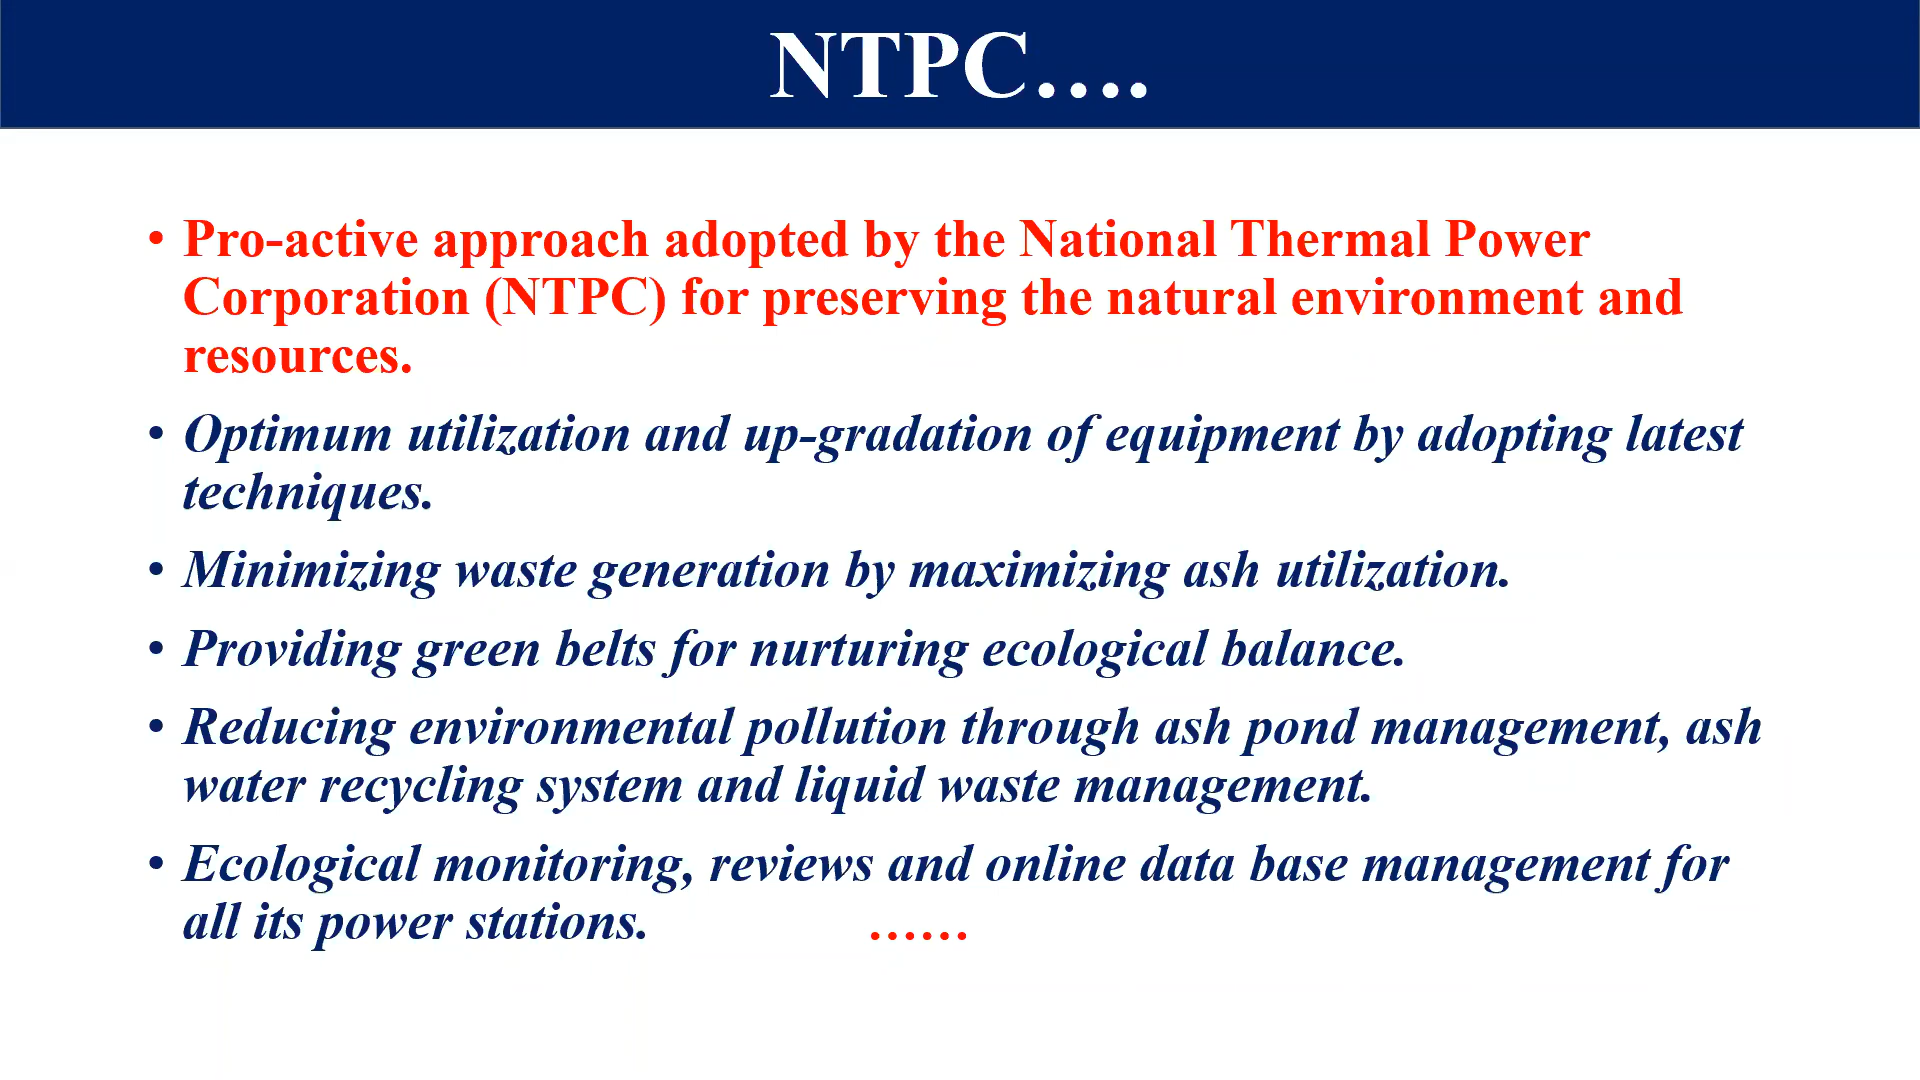 NTPC….
• Pro-active approach adopted by the National Thermal Power
Corporation (NTPC) for preserving the natural environment and
resources.
• Optimum utilization and up-gradation of equipment by adopting latest
techniques.
• Minimizing waste generation by maximizing ash utilization.
• Providing green belts for nurturing ecological balance.
• Reducing environmental pollution through ash pond management, ash
water recycling system and liquid waste management.
• Ecological monitoring, reviews and online data base management for
all its power stations. ……